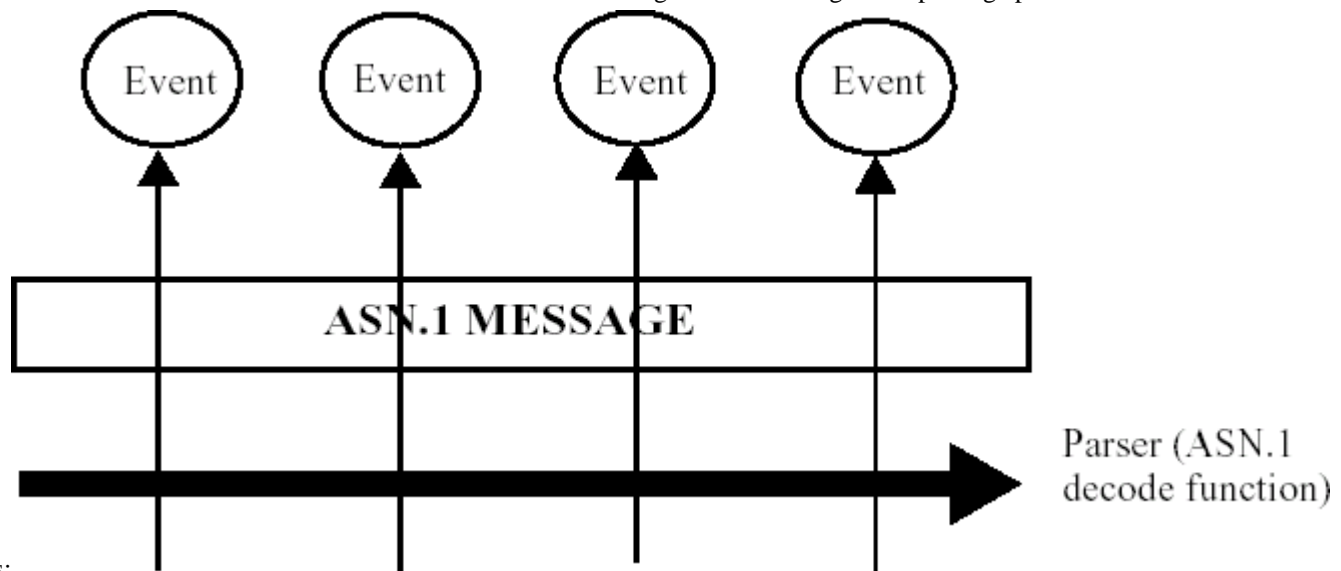 Event Event Event Event
ASN.1 MESSAGE
Parser (ASN.1
decode function)